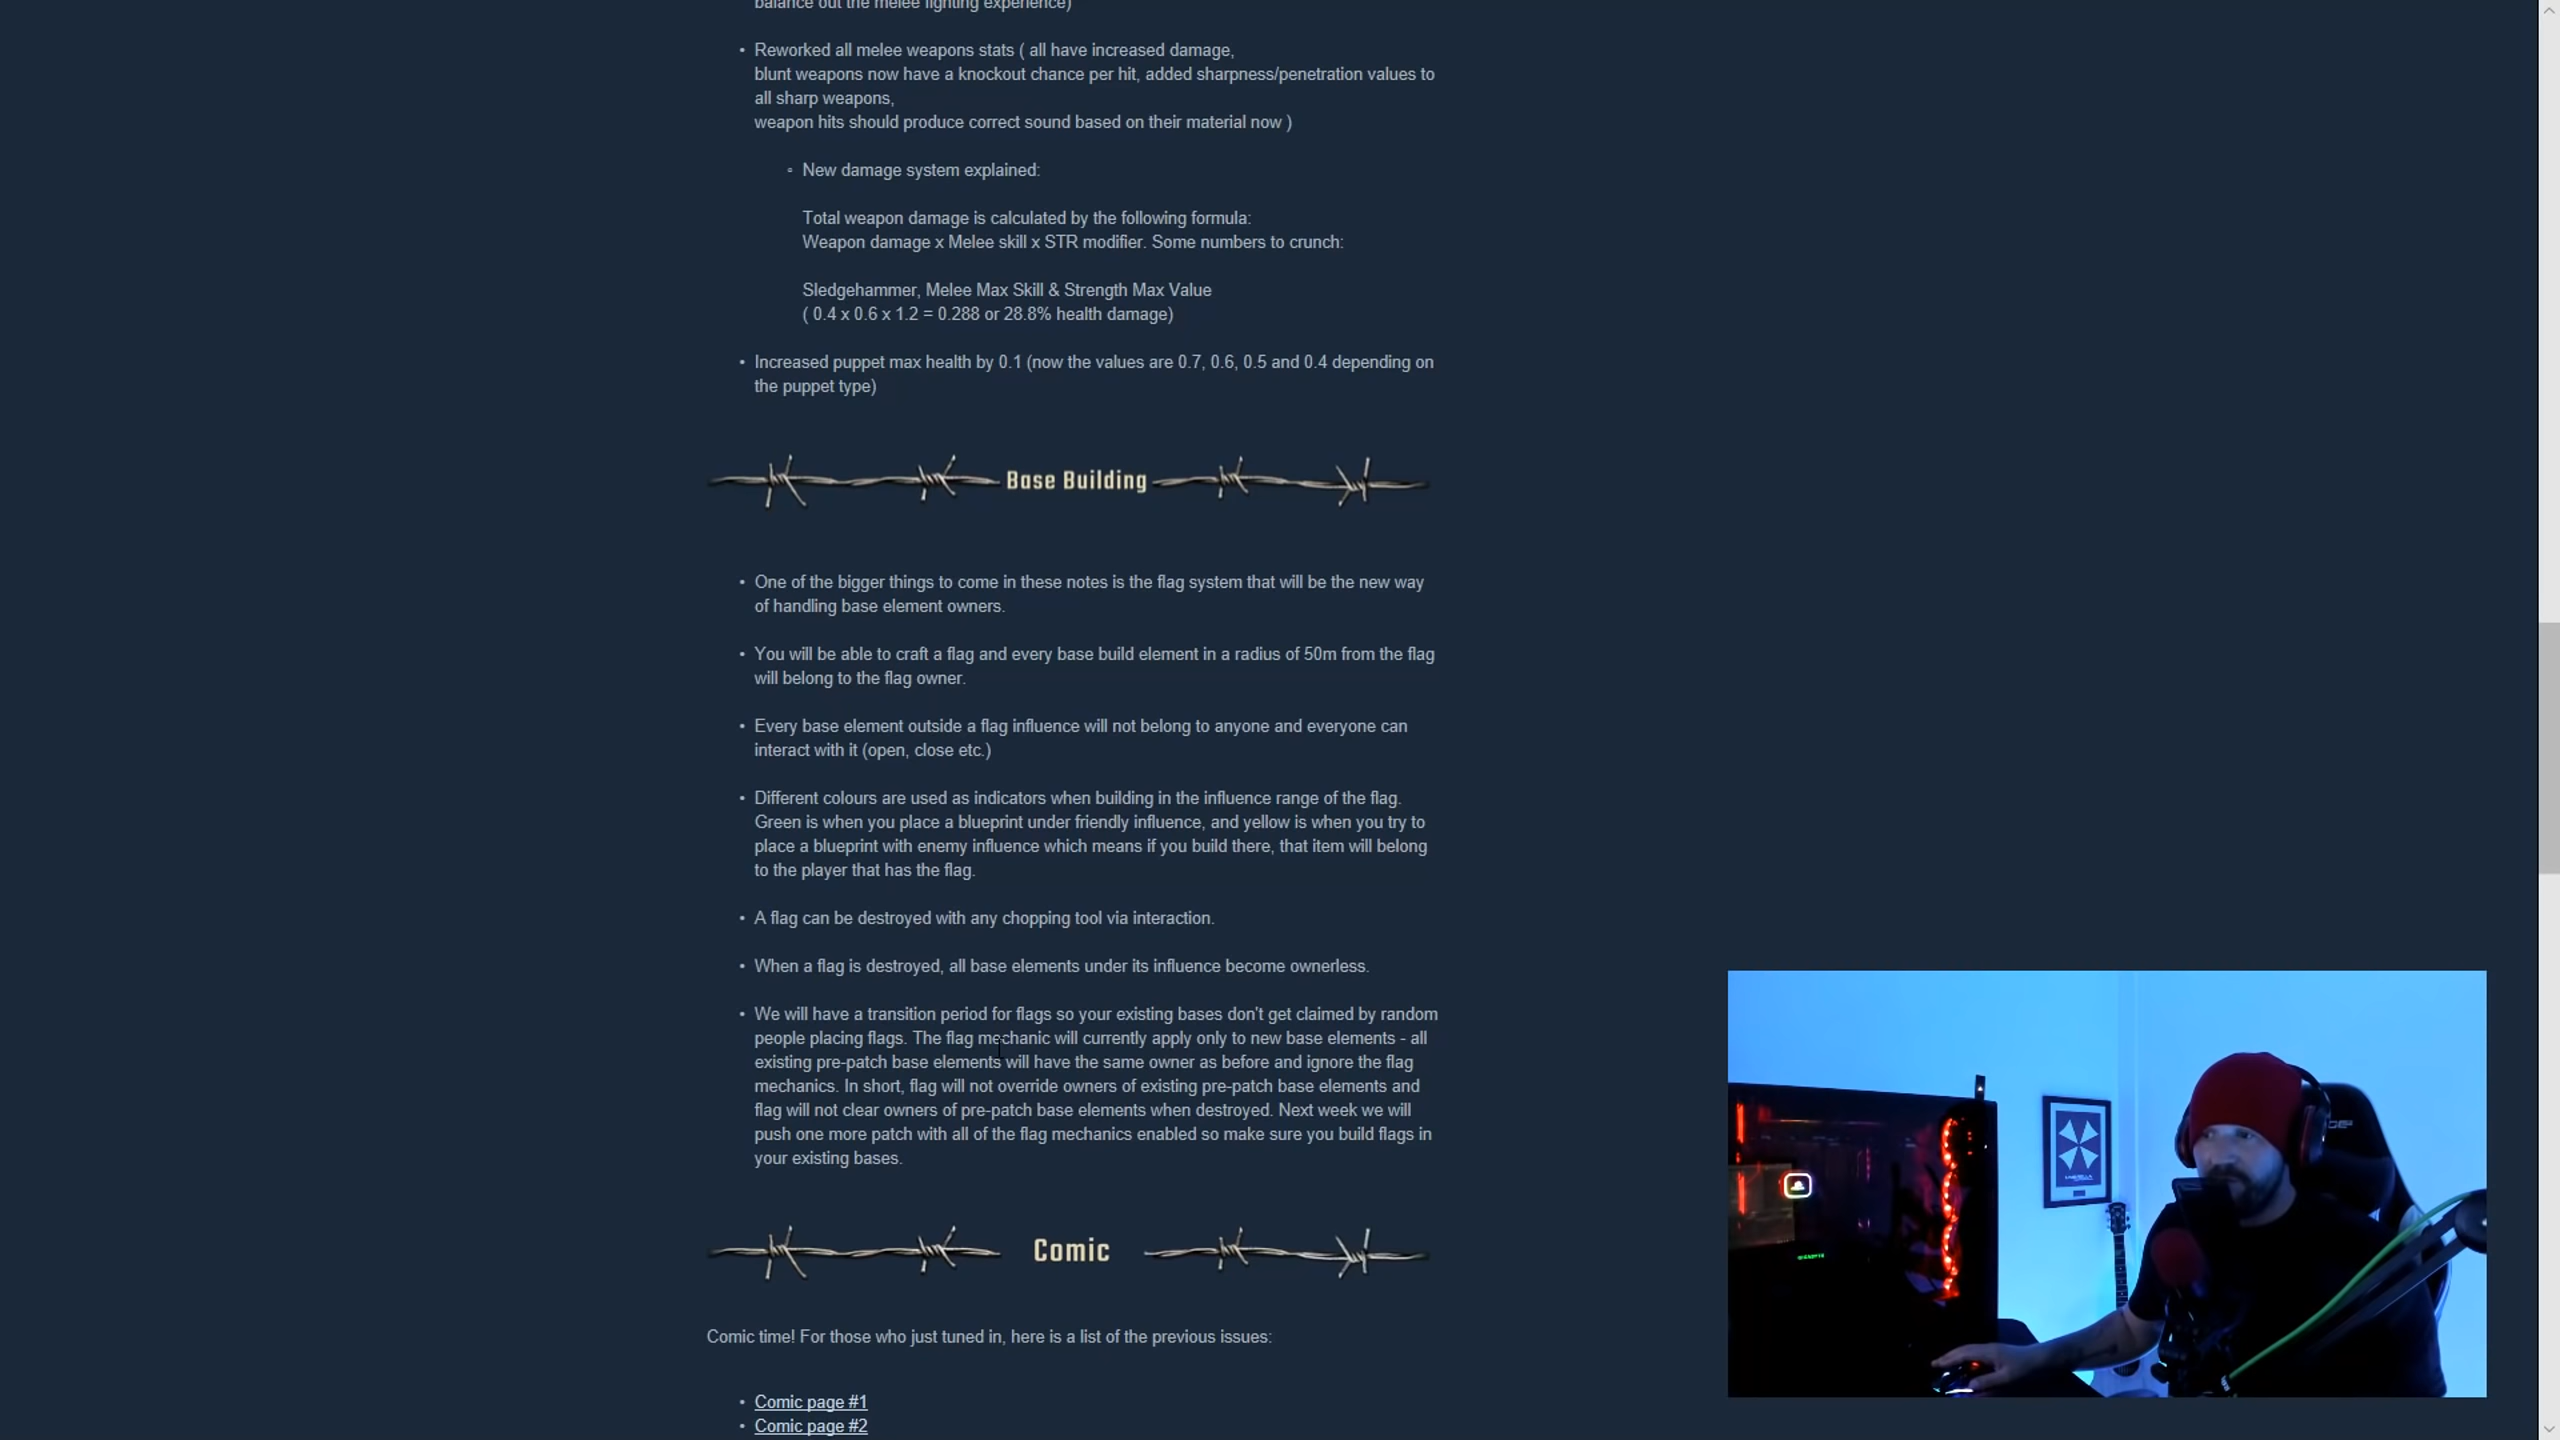 balance out the melee fighting experience)
• Reworked all melee weapons stats ( all have increased damage,
blunt weapons now have a knockout chance per hit, added sharpness/penetration values to
all sharp weapons,
weapon hits should produce correct sound based on their material now )
◦ New damage system explained:
Total weapon damage is calculated by the following formula:
Weapon damage x Melee skill x STR modifier. Some numbers to crunch:
Sledgehammer, Melee Max Skill & Strength Max Value
( 0.4 x 0.6 x 1.2 = 0.288 or 28.8% health damage)
• Increased puppet max health by 0.1 (now the values are 0.7, 0.6, 0.5 and 0.4 depending on
the puppet type)
Base Building
• One of the bigger things to come in these notes is the flag system that will be the new way
of handling base element owners.
• You will be able to craft a flag and every base build element in a radius of 50m from the flag
will belong to the flag owner.
• Every base element outside a flag influence will not belong to anyone and everyone can
interact with it (open, close etc.)
• Different colours are used as indicators when building in the influence range of the flag.
Green is when you place a blueprint under friendly influence, and yellow is when you try to
place a blueprint with enemy influence which means if you build there, that item will belong
to the player that has the flag.
• A flag can be destroyed with any chopping tool via interaction.
• When a flag is destroyed, all base elements under its influence become ownerless.
• We will have a transition period for flags so your existing bases don't get claimed by random
people placing flags. The flag mechanic will currently apply only to new base elements - all
existing pre-patch base elements will have the same owner as before and ignore the flag
mechanics. In short, flag will not override owners of existing pre-patch base elements and
flag will not clear owners of pre-patch base elements when destroyed. Next week we will
push one more patch with all of the flag mechanics enabled so make sure you build flags in
your existing bases.
Comic
Comic time! For those who just tuned in, here is a list of the previous issues:
• Comic page #1
• Comic page #2